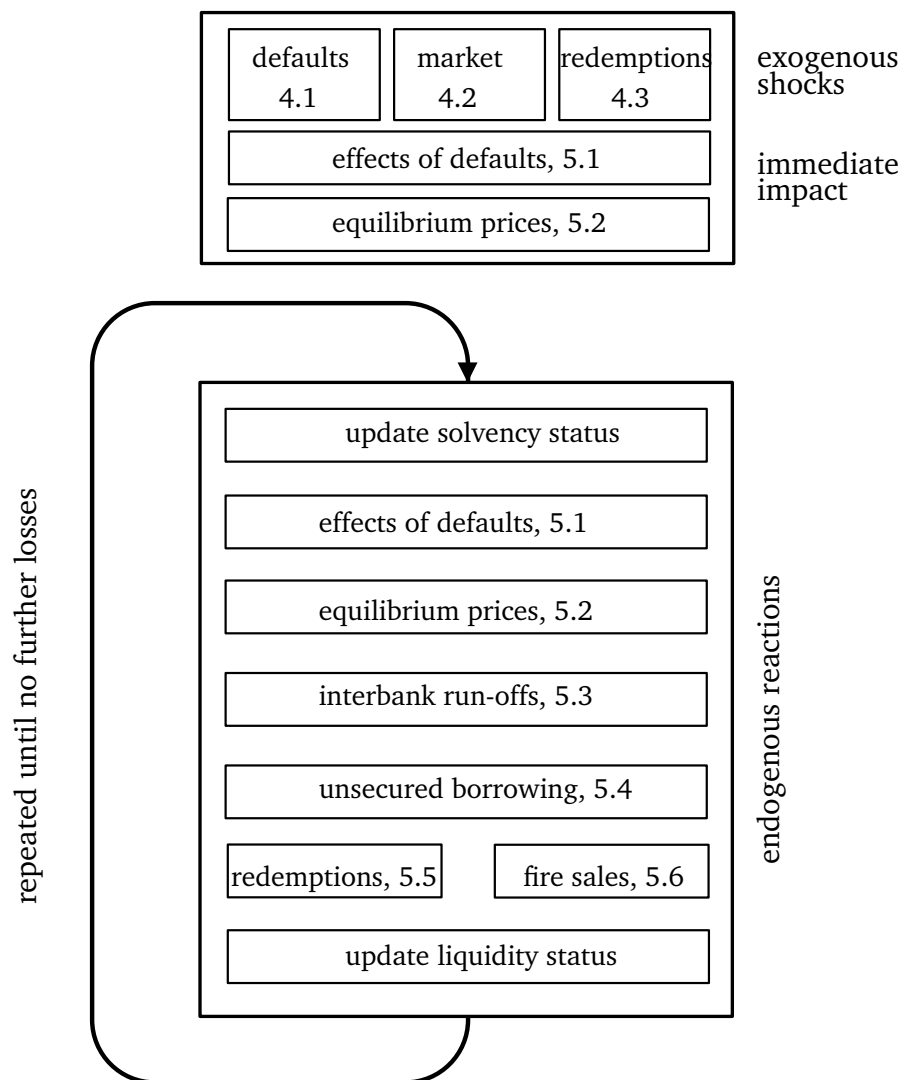 defaults
4.1
market
4.2
redemptions
4.3
exogenous
shocks
effects of defaults, 5.1
immediate
impact
equilibrium prices, 5.2
repeated until no further losses
update solvency status
effects of defaults, 5.1
equilibrium prices, 5.2
interbank run-offs, 5.3
unsecured borrowing, 5.4
redemptions, 5.5
fire sales, 5.6
update liquidity status
endogenous reactions